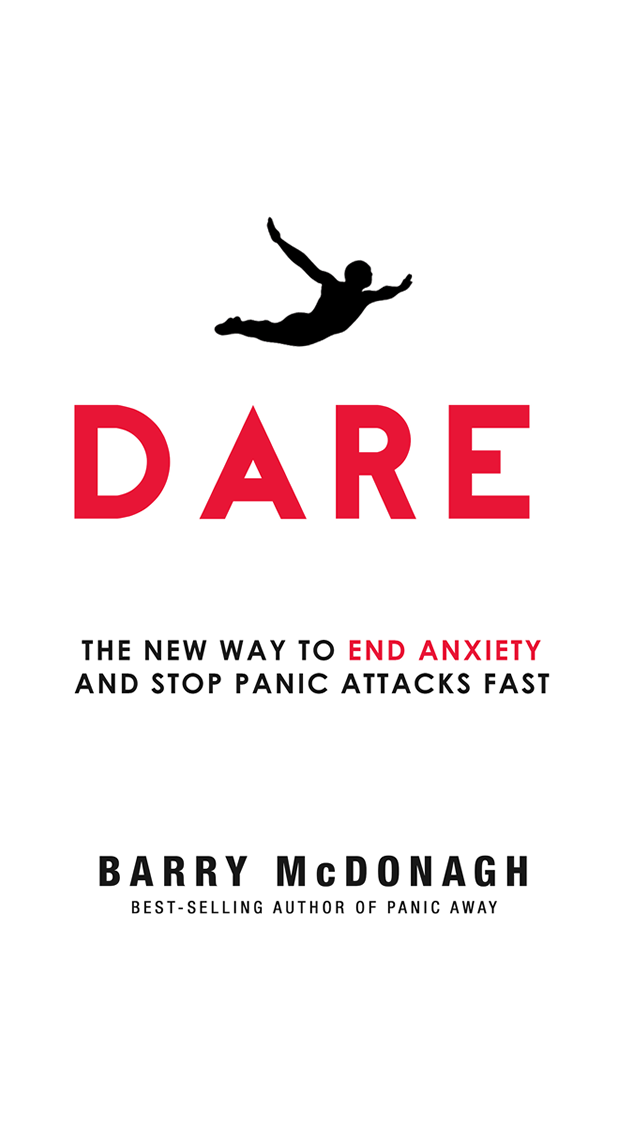 DARE
THE NEW WAY TO END ANXIETY
AND STOP PANIC ATTACKS FAST
BARRY McDONAGH
BEST-SELLING AUTHOR OF PANIC AWAY